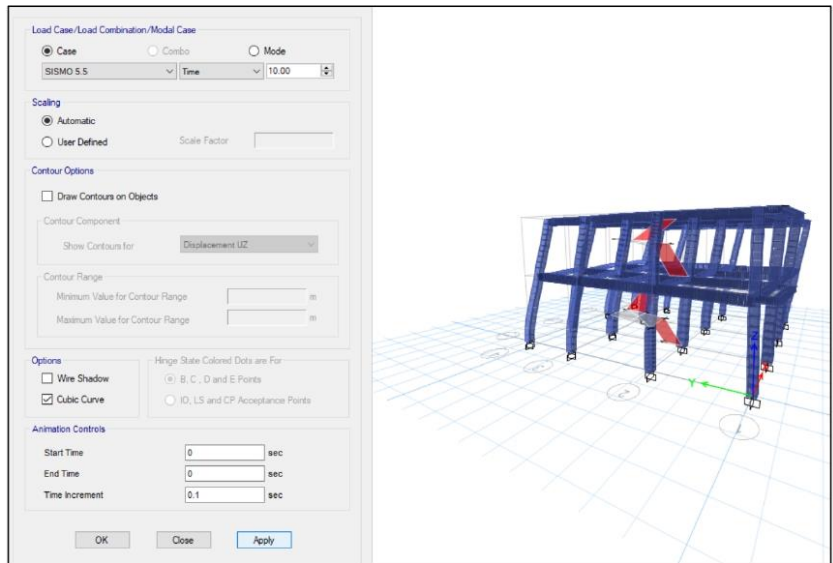 Load Case/Load Combination/Modal Case
Case Combo Mode
SISMO 5.5 Time 10.00
Scaling
Automatic
User Defined Scale Factor
Contour Options
Draw Contours on Objects
Contour Component
Show Contours for Displacement UZ
Contour Range
Minimum Value for Contour Range m
Maximum Value for Contour Range m
Options Hinge State Colored Dots are For
Wire Shadow B, C, D and E Points
Cubic Curve IO, LS and CP Acceptance Points
Animation Controls
Start Time 0 sec
End Time 0 sec
Time Increment 0.1 sec
OK Close Apply
Z
Y
1